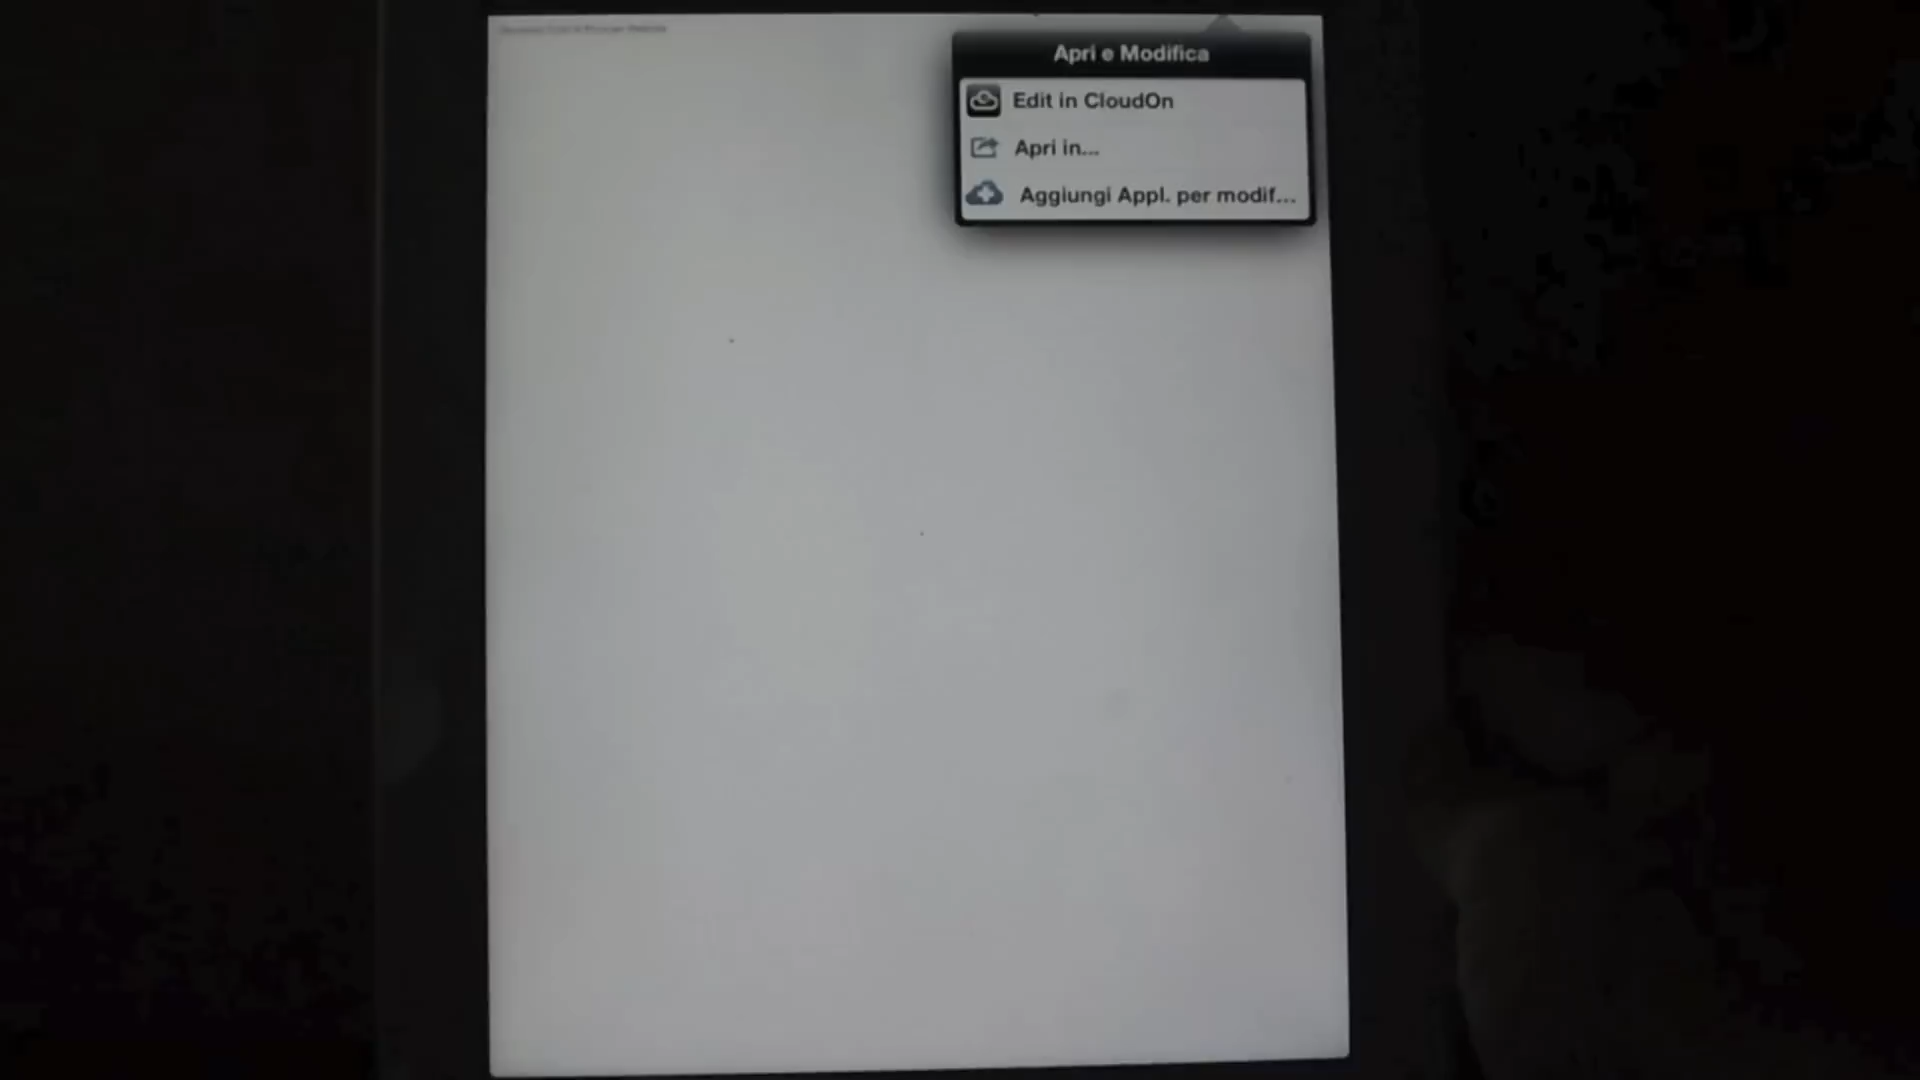 Apri e Modifica
Edit in CloudOn
Apri in...
Aggiungi Appl. per modif...